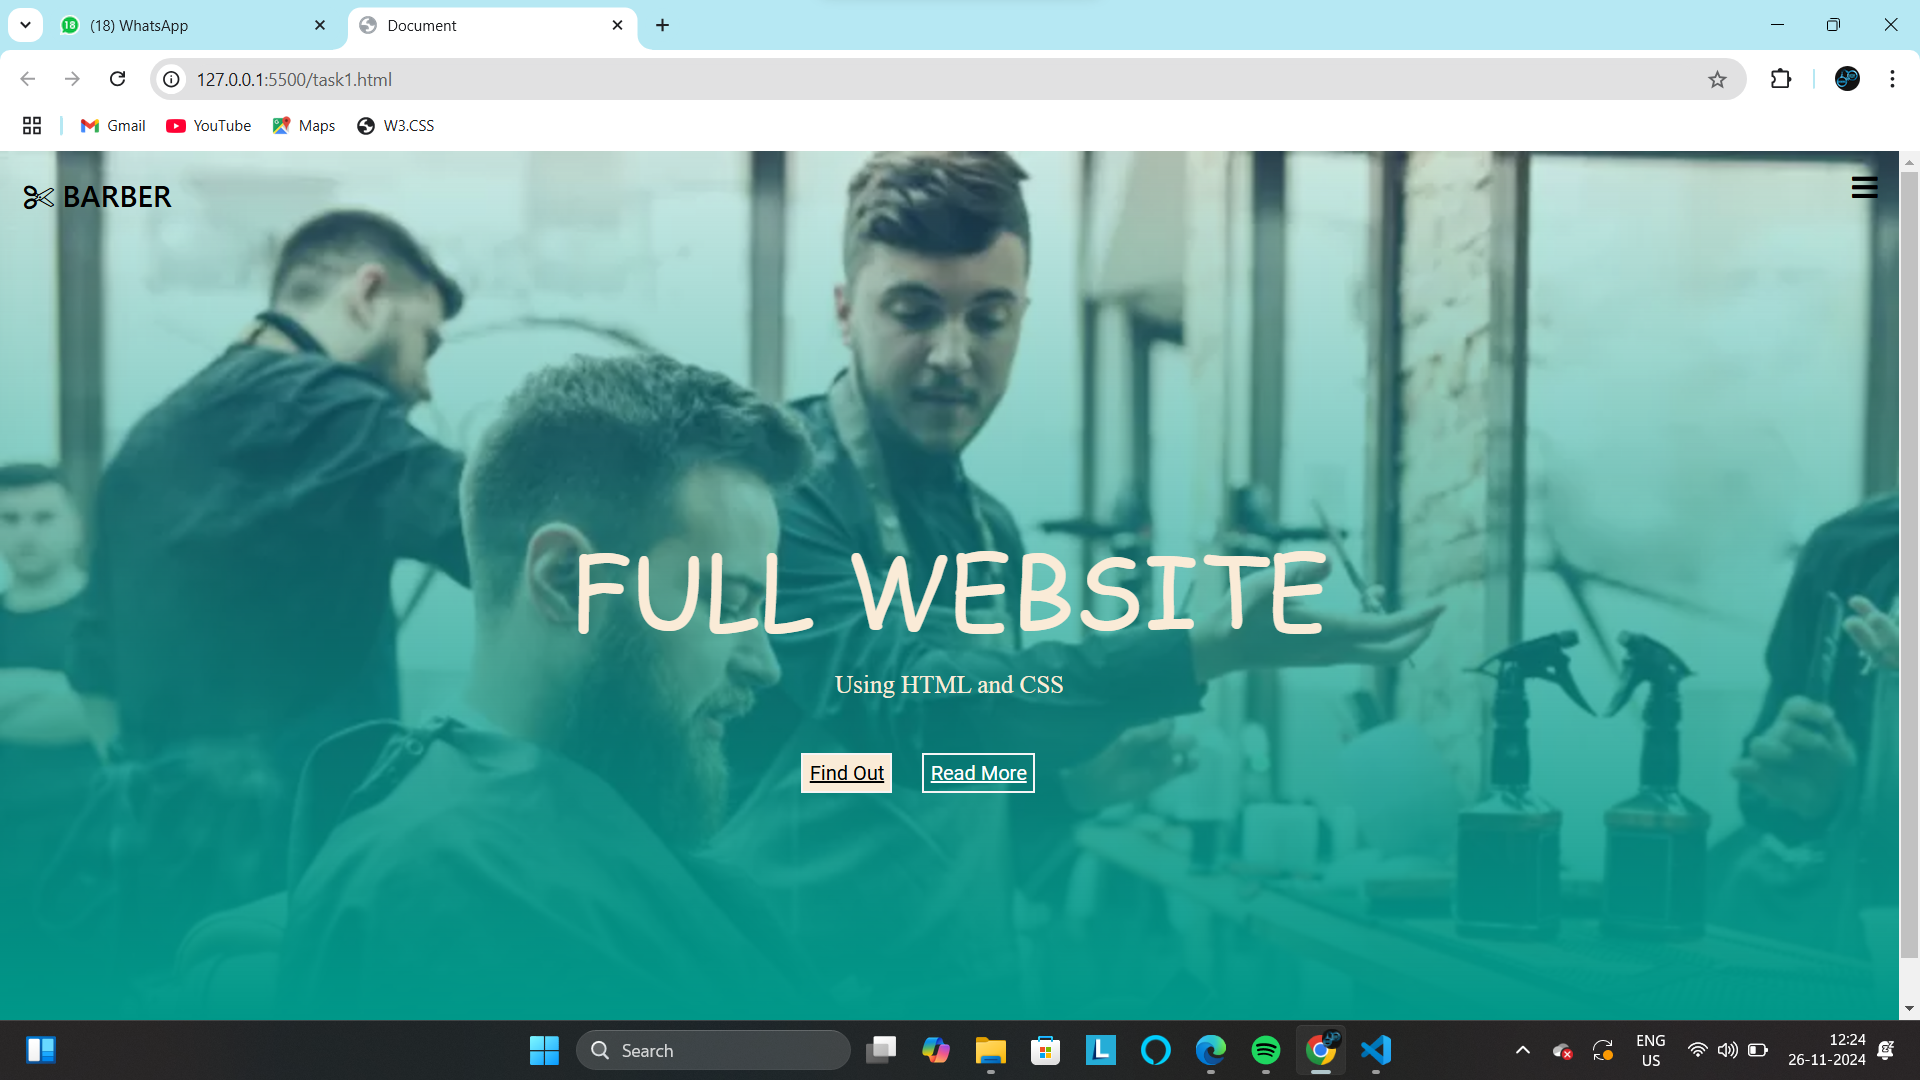 18
(18) WhatsApp
Document
127.0.0.1:5500/task1.html
Gmail
YouTube
Maps
W3.CSS
BARBER
FULL WEBSITE
Using HTML and CSS
Find Out
Read More
Search
L
ENG
US
12:24
26-11-2024